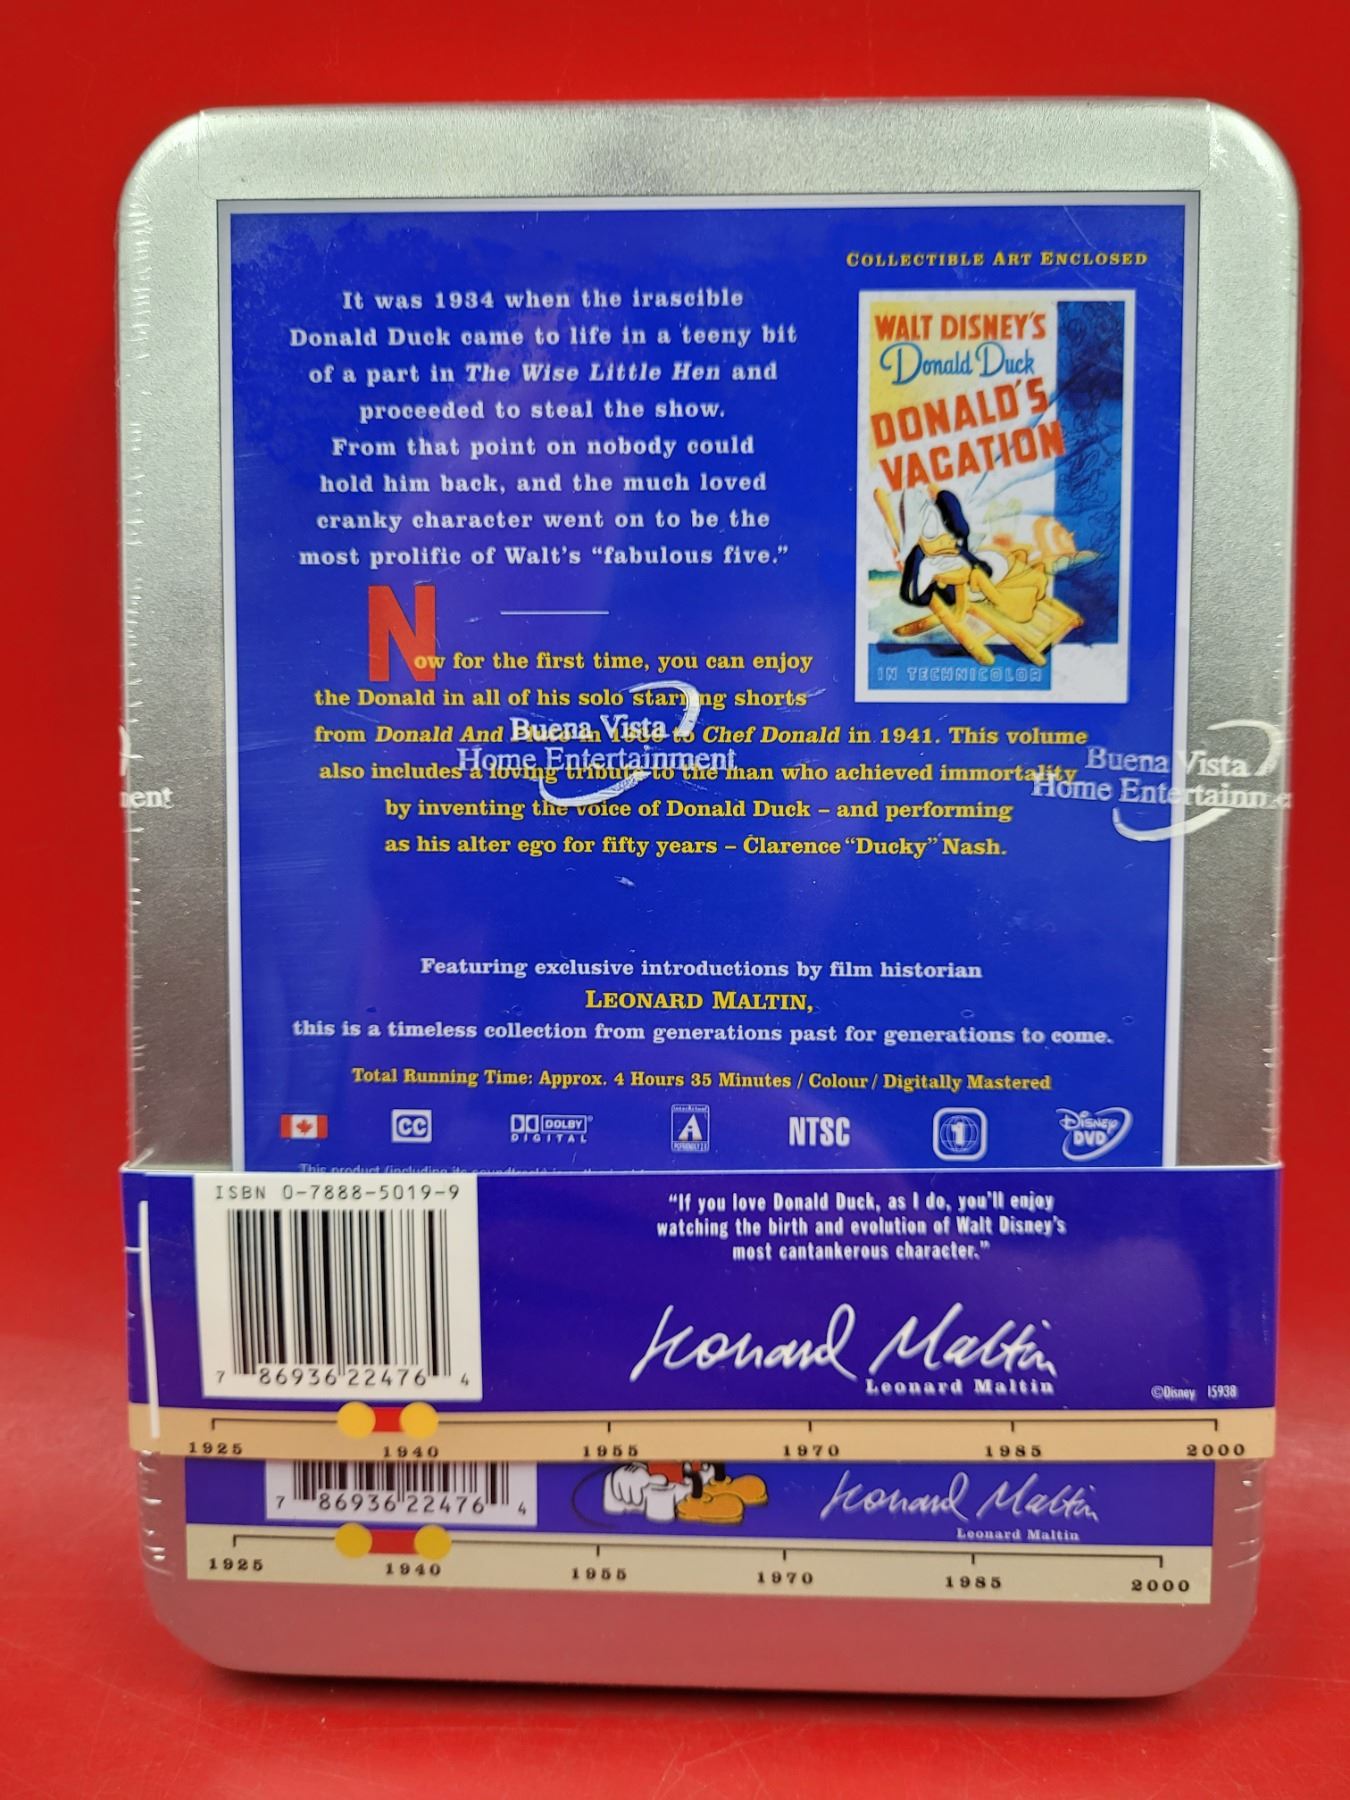 COLLECTIBLE ART ENCLOSED
It was 1934 when the irascible
Donald Duck came to life in a teeny bit
of a part in The Wise Little Hen and
proceeded to steal the show.
From that point on nobody could
hold him back, and the much loved
cranky character went on to be the
most prolific of Walt's “fabulous five.”
WALT DISNEY'S
Donald Duck
DONALD'S
VACATION
IN TECHNICOLOR
Now for the first time, you can enjoy
the Donald in all of his solo starring shorts
from Donald And Pluto in to Chef Donald in 1941. This volume
also includes a loving tribute to the man who achieved immortality
by inventing the voice of Donald Duck – and performing
as his alter ego for fifty years – Clarence “Ducky” Nash.
Buena Vista
Home Entertainment
Buena Vista
Home Entertainme
ent
Featuring exclusive introductions by film historian
LEONARD MALTIN,
this is a timeless collection from generations past for generations to come.
Total Running Time: Approx. 4 Hours 35 Minutes / Colour / Digitally Mastered
CC
DOLBY
DIGITAL
InterActual
A
NTSC
1
DISNEY
DVD
This product (including its soundtrack)
ISBN 0-7888-5019-9
7 86936 22476 4
“If you love Donald Duck, as I do, you'll enjoy
watching the birth and evolution of Walt Disney's
most cantankerous character.”
Leonard Maltin
Leonard Maltin
©Disney 15938
1925 1940 1955 1970 1985 2000
7 86936 22476 4
Leonard Maltin
Leonard Maltin
1925 1940 1955 1970 1985 2000